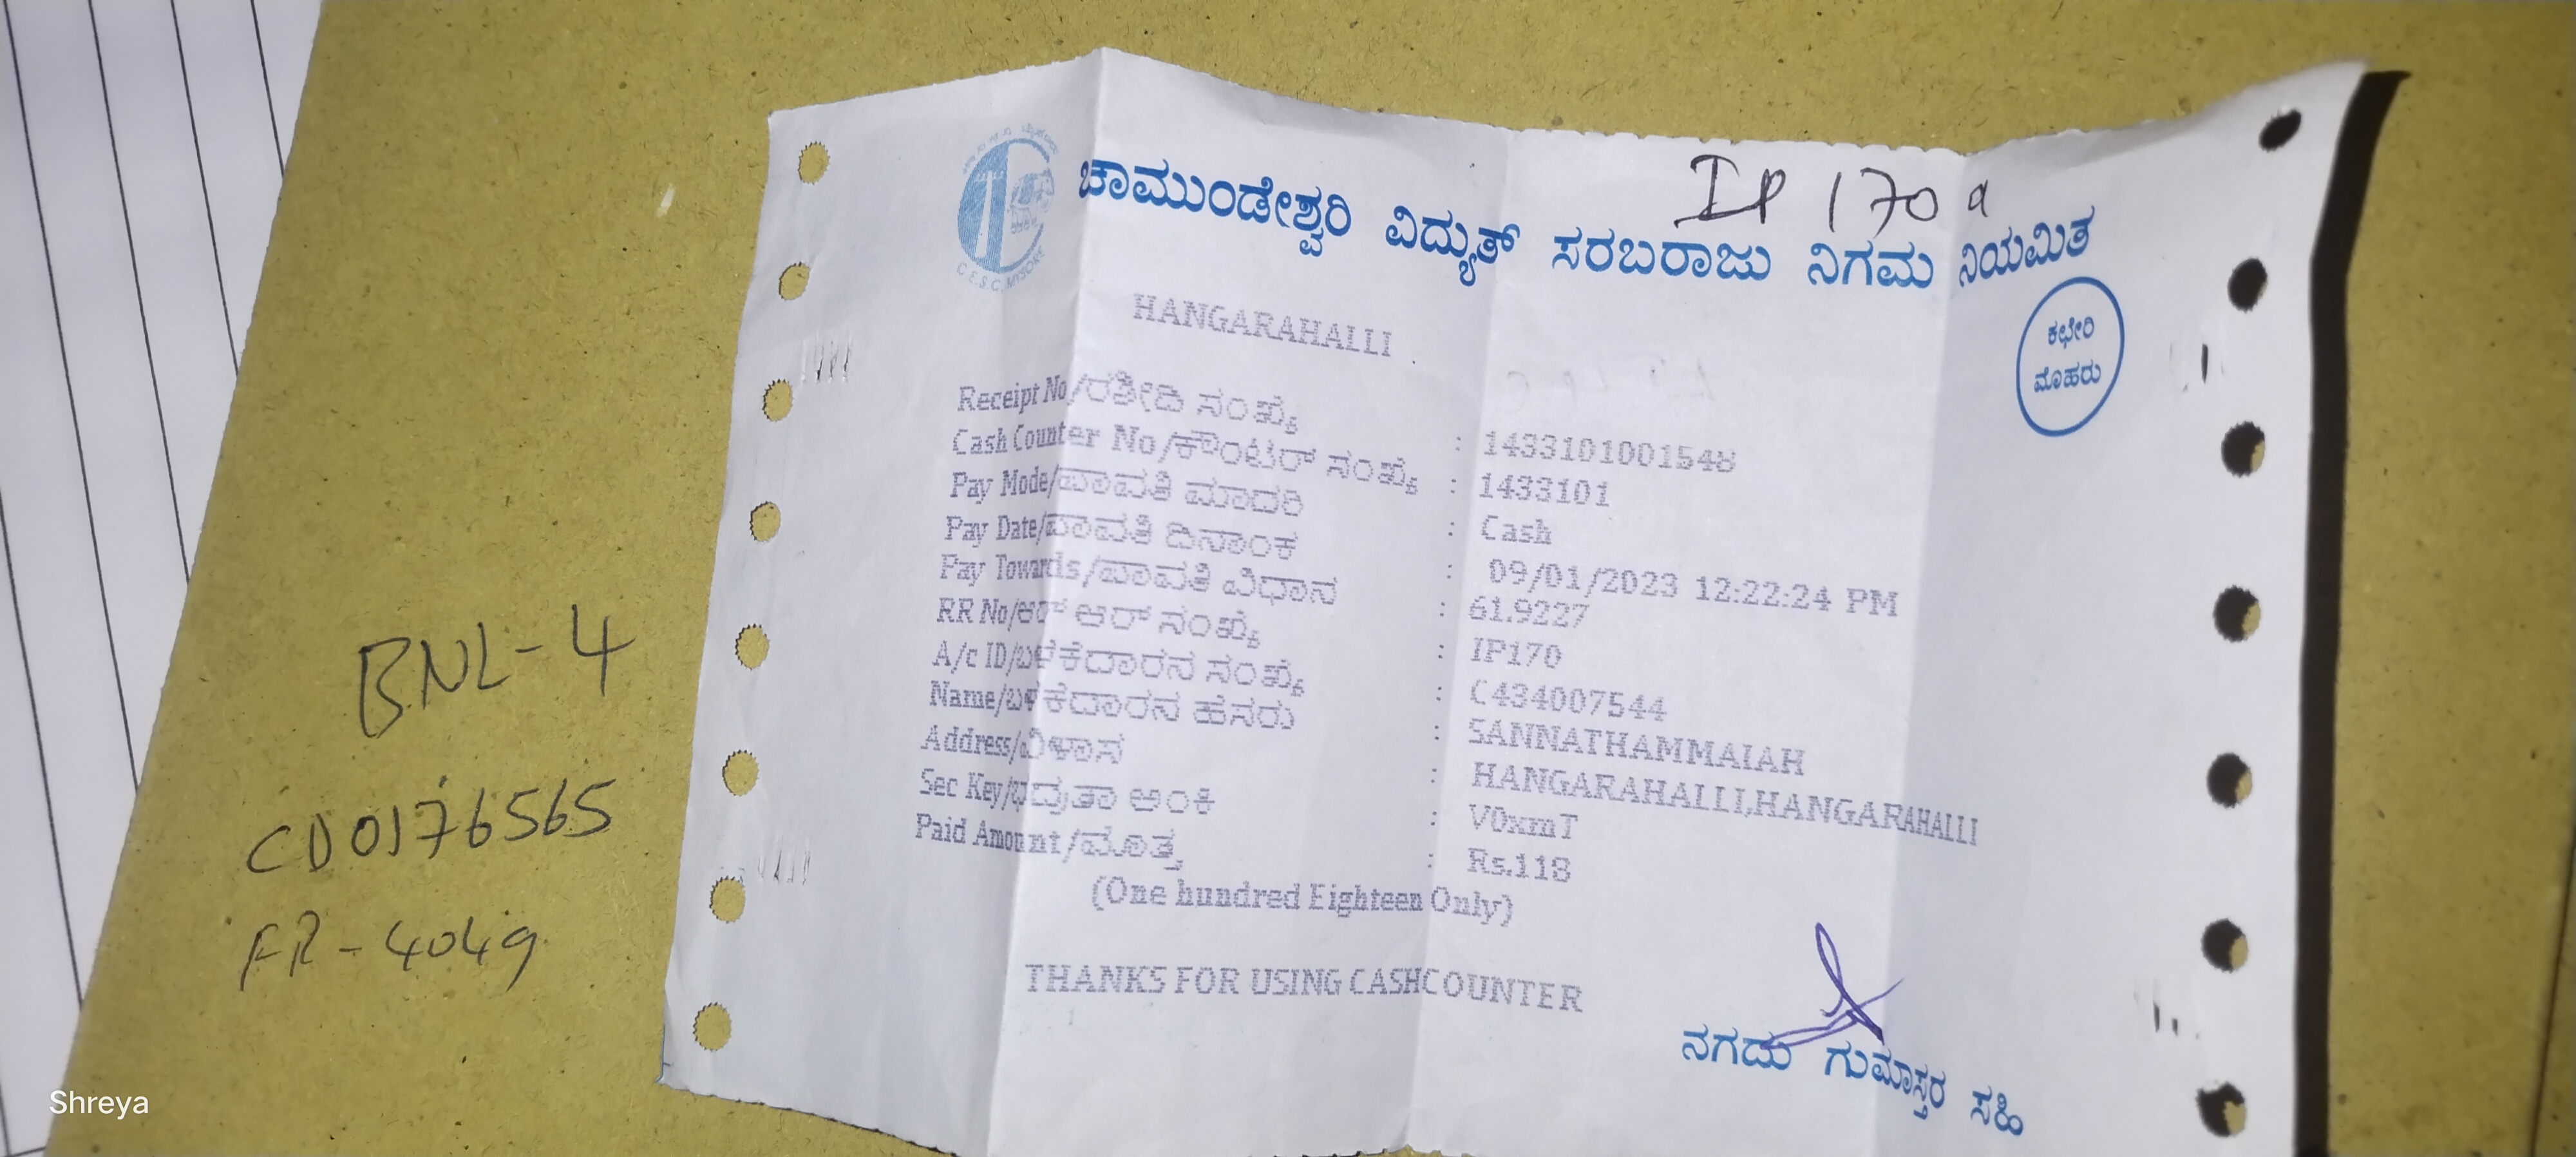 ಚಾಮುಂಡೇಶ್ವರಿ ವಿದ್ಯುತ್ ಸರಬರಾಜು ನಿಗಮ ನಿಯಮಿತ
IP 170
C.E.S.C. MYSORE
ಕಛೇರಿ
ಮೊಹರು
HANGARAHALLI
Receipt No/ರಶೀದಿ ಸಂಖ್ಯೆ : 1433101001548
Cash Counter No/ಕೌಂಟರ್ ಸಂಖ್ಯೆ : 1433101
Pay Mode/ಪಾವತಿ ಮಾದರಿ : Cash
Pay Date/ಪಾವತಿ ದಿನಾಂಕ : 09/01/2023 12:22:24 PM
Pay Towards/ಪಾವತಿ ವಿಧಾನ : 61.9227
RR No/ಆರ್ ಆರ್ ಸಂಖ್ಯೆ : IP170
A/c ID/ಬಳಕೆದಾರನ ಸಂಖ್ಯೆ : C434007544
Name/ಬಳಕೆದಾರನ ಹೆಸರು : SANNATHAMMAIAH
Address/ವಿಳಾಸ : HANGARAHALLI,HANGARAHALLI
Sec Key/ಭದ್ರತಾ ಅಂಕಿ : V0xmT
Paid Amount/ಮೊತ್ತ : Rs.118
(One hundred Eighteen Only)
THANKS FOR USING CASHCOUNTER
ನಗದು ಗುಮಾಸ್ತರ ಸಹಿ
BNL-4
CD0176565
FR-4049
Shreya